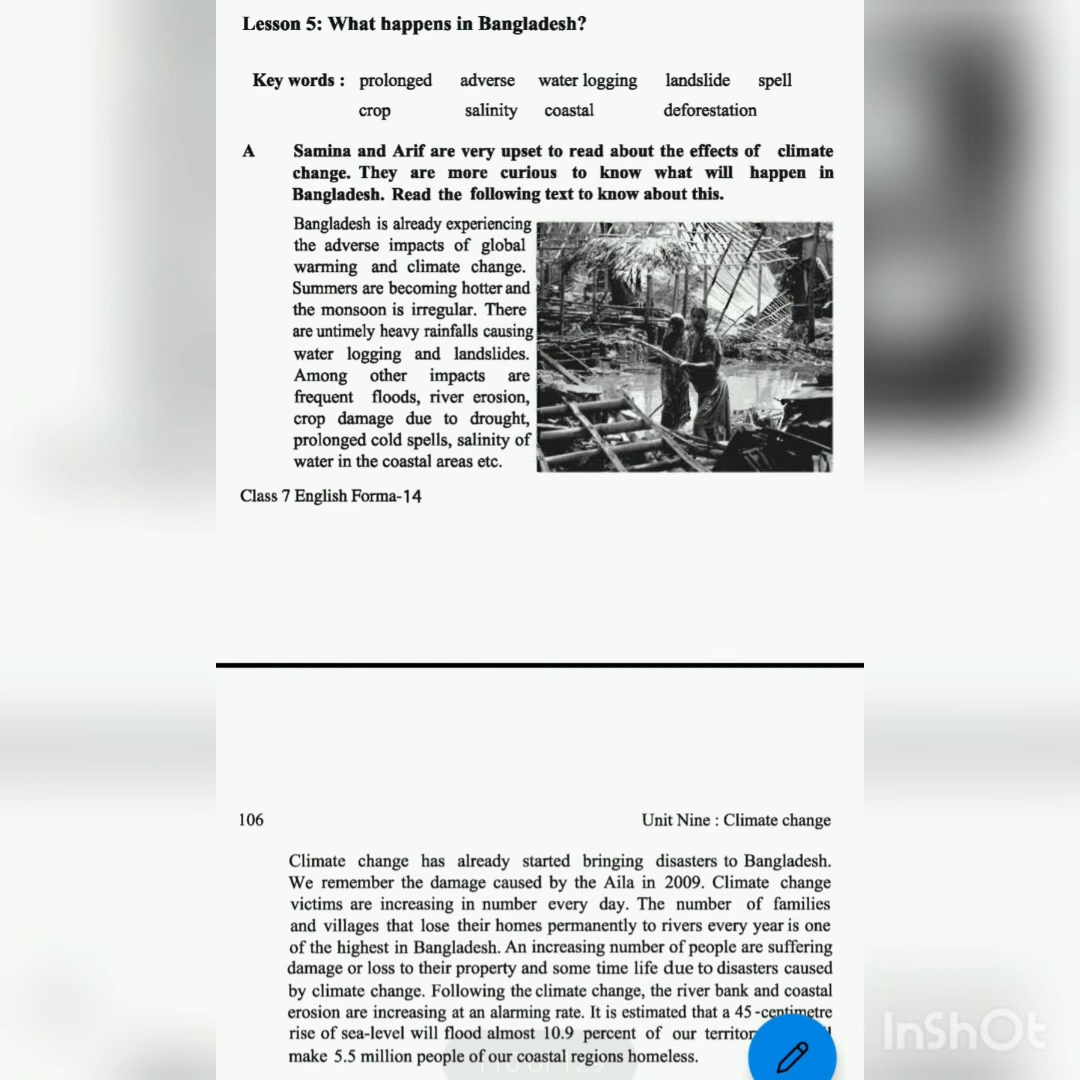 Lesson 5: What happens in Bangladesh?
Key words : prolonged adverse water logging landslide spell
crop salinity coastal deforestation
A Samina and Arif are very upset to read about the effects of climate
change. They are more curious to know what will happen in
Bangladesh. Read the following text to know about this.
Bangladesh is already experiencing
the adverse impacts of global
warming and climate change.
Summers are becoming hotter and
the monsoon is irregular. There
are untimely heavy rainfalls causing
water logging and landslides.
Among other impacts are
frequent floods, river erosion,
crop damage due to drought,
prolonged cold spells, salinity of
water in the coastal areas etc.
Class 7 English Forma-14
106 Unit Nine : Climate change
Climate change has already started bringing disasters to Bangladesh.
We remember the damage caused by the Aila in 2009. Climate change
victims are increasing in number every day. The number of families
and villages that lose their homes permanently to rivers every year is one
of the highest in Bangladesh. An increasing number of people are suffering
damage or loss to their property and some time life due to disasters caused
by climate change. Following the climate change, the river bank and coastal
erosion are increasing at an alarming rate. It is estimated that a 45-centimetre
rise of sea-level will flood almost 10.9 percent of our
make 5.5 million people of our coastal regions homeless.
InShOt